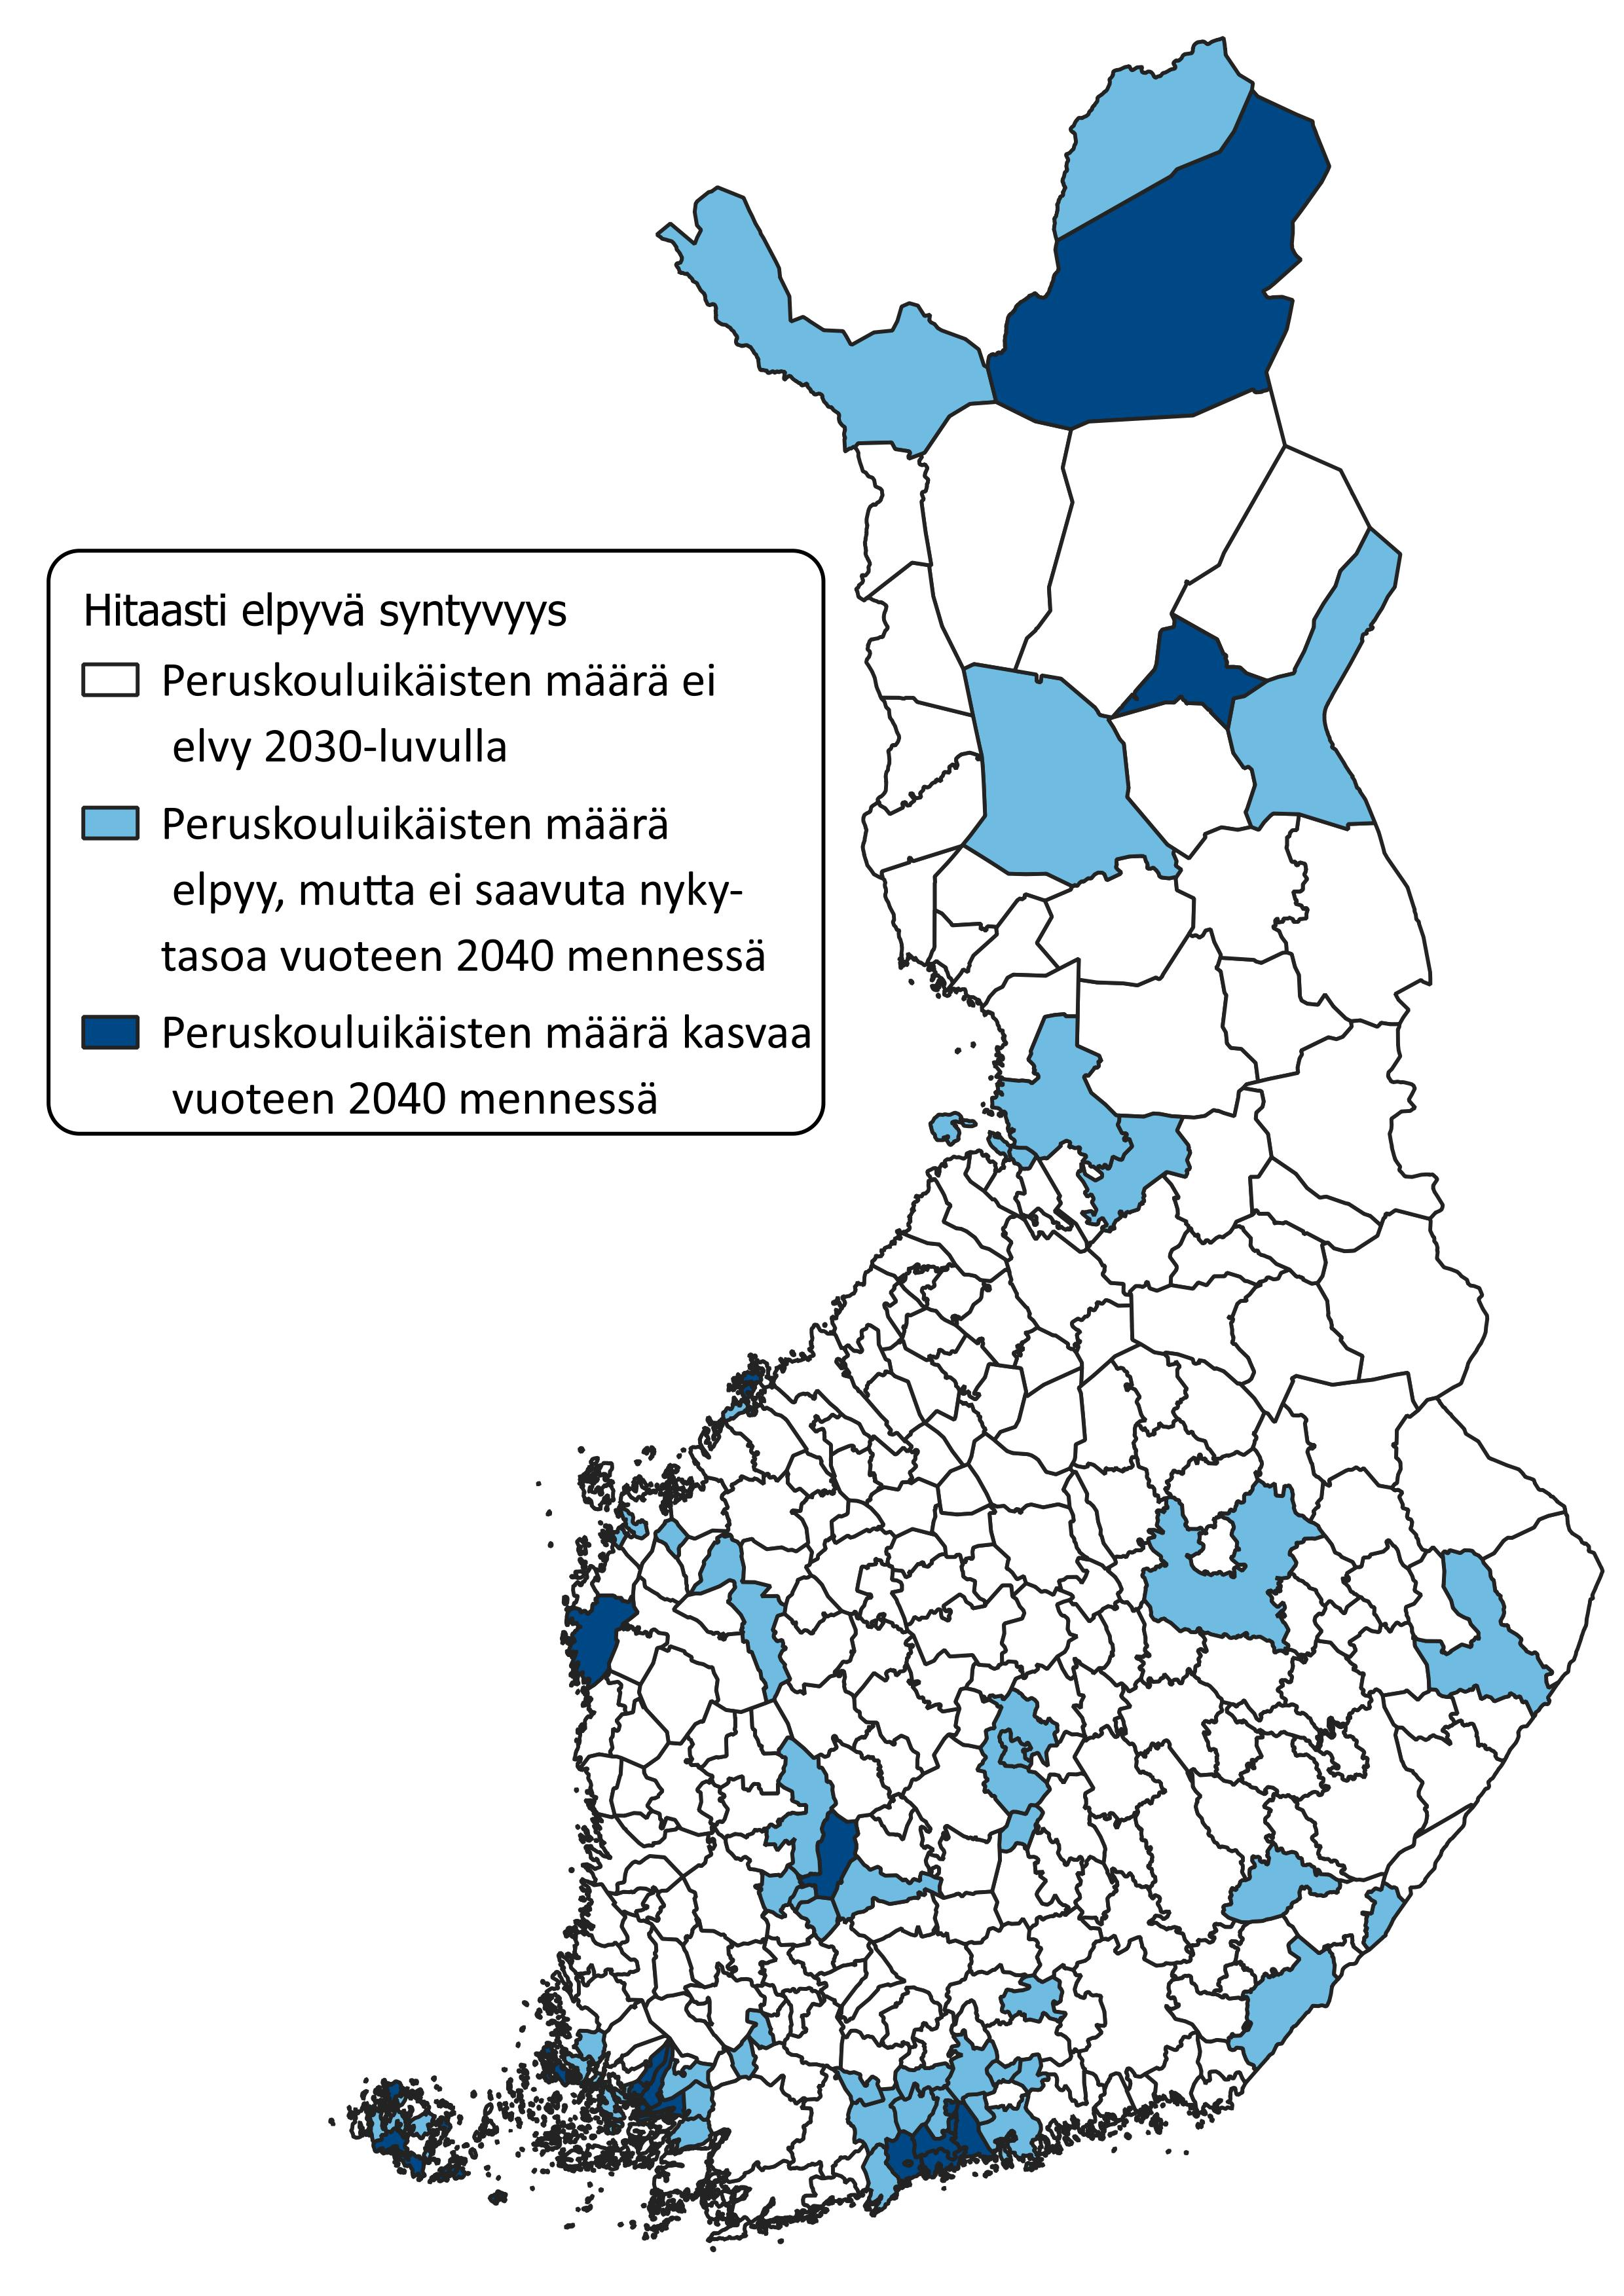 Hitaasti elpyvä syntyvyys
Peruskouluikäisten määrä ei
elvy 2030-luvulla
Peruskouluikäisten määrä
elpyy, mutta ei saavuta nyky-
tasoa vuoteen 2040 mennessä
Peruskouluikäisten määrä kasvaa
vuoteen 2040 mennessä